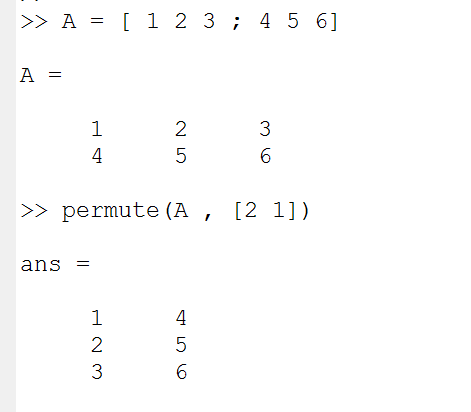 >> A = [ 1 2 3 ; 4 5 6]
A =
1 2 3
4 5 6
>> permute(A , [2 1])
ans =
1 4
2 5
3 6